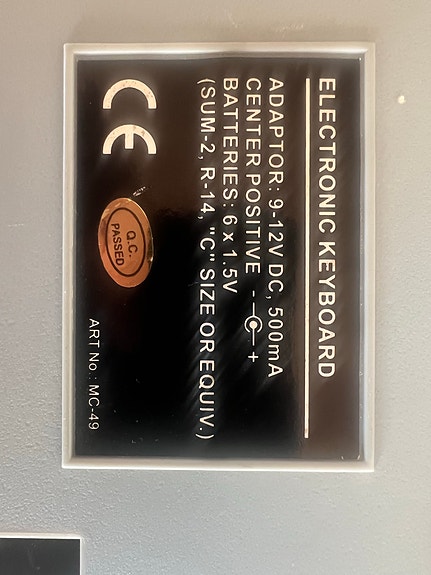 ELECTRONIC KEYBOARD
ADAPTOR: 9-12V DC, 500mA
CENTER POSITIVE - +
BATTERIES: 6 x 1.5V
(SUM-2, R-14, "C" SIZE OR EQUIV.)
CE
Q.C.
PASSED
ART No.: MC-49